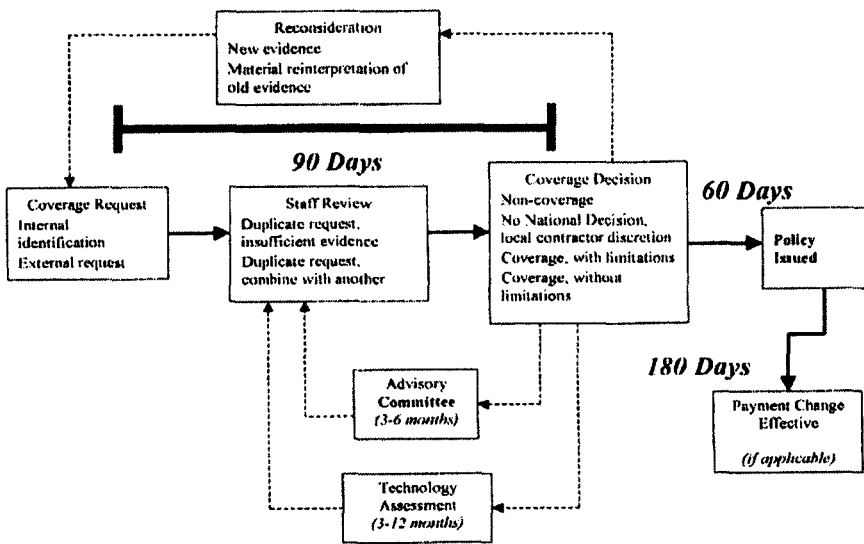 Reconsideration
New evidence
Material reinterpretation of
old evidence
90 Days
Coverage Request
Internal
identification
External request
Staff Review
Duplicate request,
insufficient evidence
Duplicate request,
combine with another
Coverage Decision
Non-coverage
No National Decision,
local contractor discretion
Coverage, with limitations
Coverage, without
limitations
60 Days
Policy
Issued
180 Days
Payment Change
Effective
(if applicable)
Advisory
Committee
(3-6 months)
Technology
Assessment
(3-12 months)